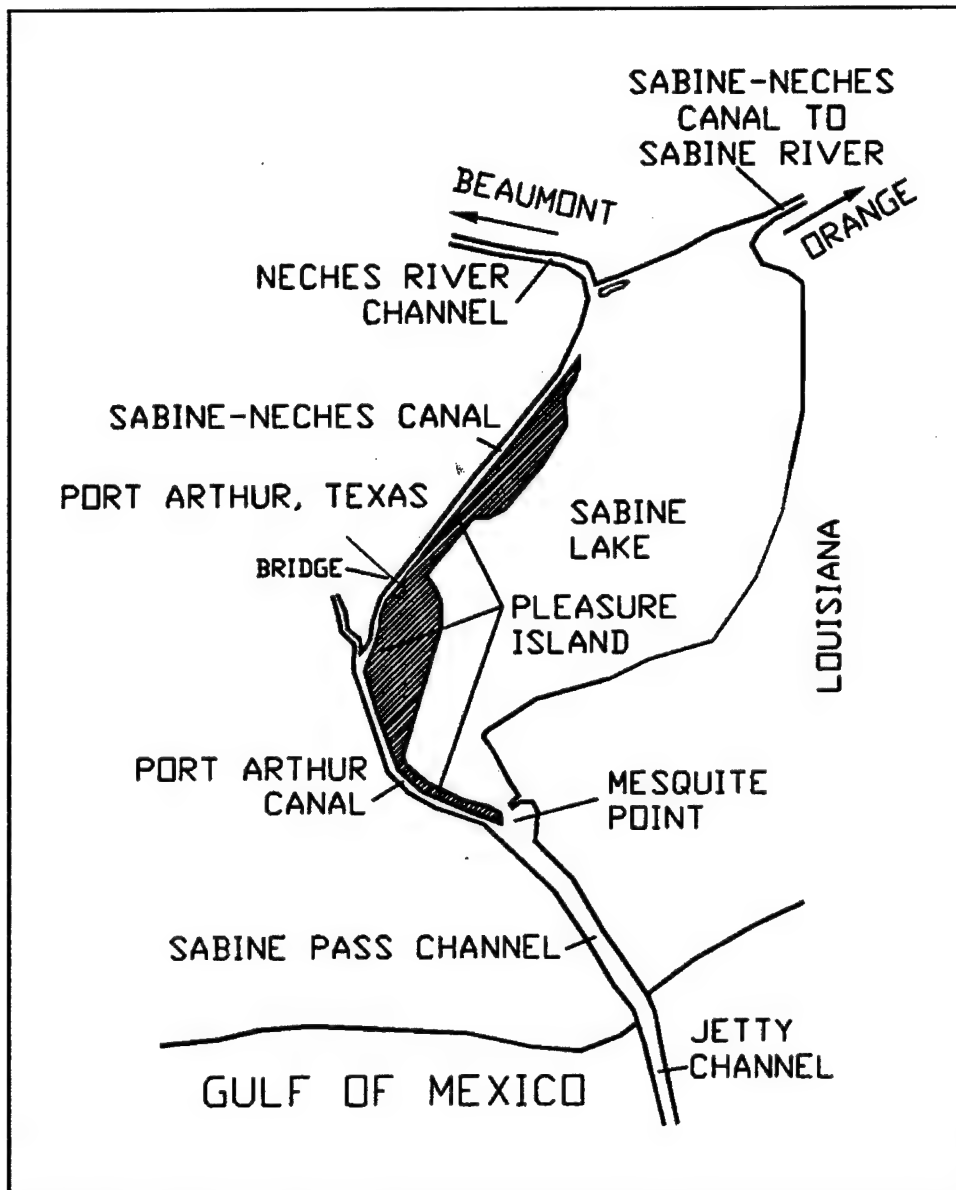 SABINE-NECHES
CANAL TO
SABINE RIVER
BEAUMONT
ORANGE
NECHES RIVER
CHANNEL
SABINE-NECHES CANAL
PORT ARTHUR, TEXAS
SABINE
LAKE
BRIDGE
PLEASURE
ISLAND
LOUISIANA
PORT ARTHUR
CANAL
MESQUITE
POINT
SABINE PASS CHANNEL
JETTY
CHANNEL
GULF OF MEXICO